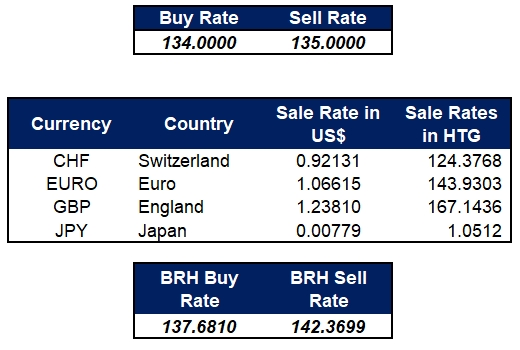 Buy Rate Sell Rate
134.0000 135.0000
Currency Country Sale Rate in US$ Sale Rates in HTG
CHF Switzerland 0.92131 124.3768
EURO Euro 1.06615 143.9303
GBP England 1.23810 167.1436
JPY Japan 0.00779 1.0512
BRH Buy Rate BRH Sell Rate
137.6810 142.3699